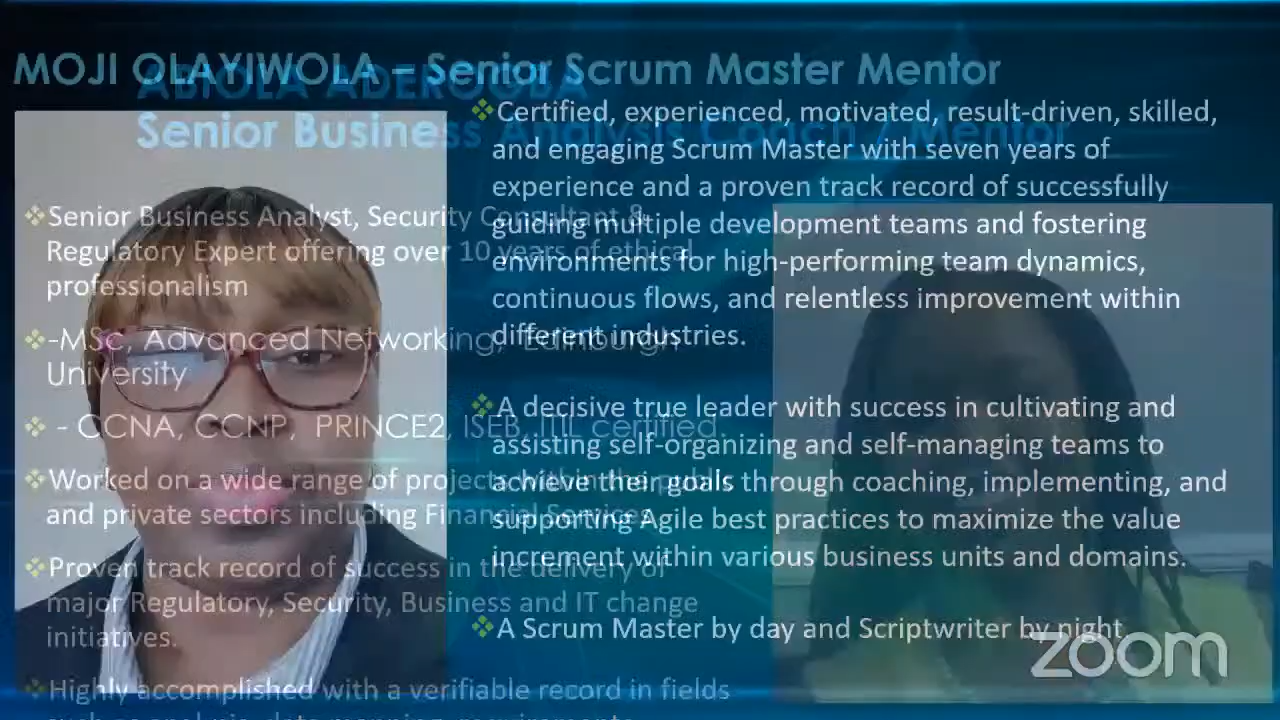 MOJI OLAYIWOLA – Senior Scrum Master Mentor
Certified, experienced, motivated, result-driven, skilled,
and engaging Scrum Master with seven years of
experience and a proven track record of successfully
guiding multiple development teams and fostering
environments for high-performing team dynamics,
continuous flows, and relentless improvement within
different industries.
A decisive true leader with success in cultivating and
assisting self-organizing and self-managing teams to
achieve their goals through coaching, implementing, and
supporting Agile best practices to maximize the value
increment within various business units and domains.
A Scrum Master by day and Scriptwriter by night.
ABIOLA ADEROGBA
Senior Business Analysis Coach / Mentor
Senior Business Analyst, Security Consultant &
Regulatory Expert offering over 10 years of ethical
professionalism
-MSc, Advanced Networking, Edinburgh
University
- CCNA, CCNP, PRINCE2, ISEB, ITIL certified.
Worked on a wide range of projects within the public
and private sectors including Financial Services.
Proven track record of success in the delivery of
major Regulatory, Security, Business and IT change
initiatives.
Highly accomplished with a verifiable record in fields
such as analysis, data mapping, requirements
zoom